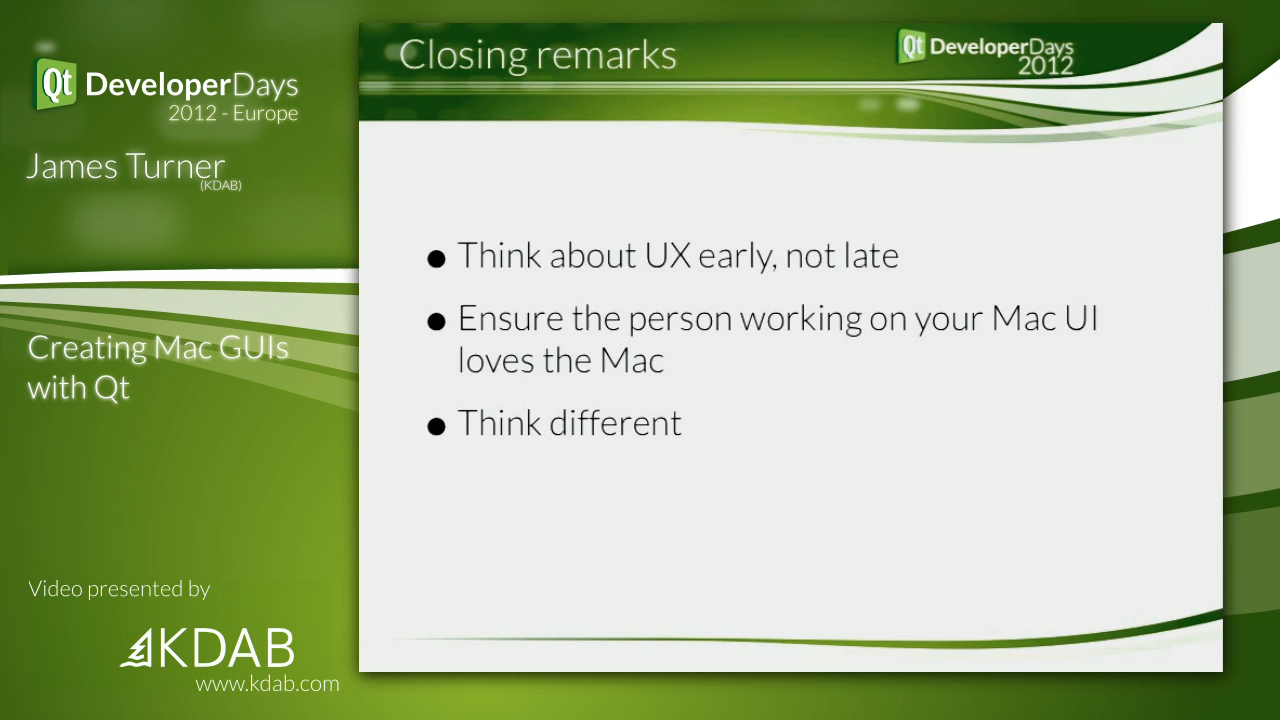 Qt DeveloperDays
2012 - Europe
James Turner
(KDAB)
Creating Mac GUIs
with Qt
Video presented by
KDAB
www.kdab.com
Closing remarks
Qt DeveloperDays
2012
● Think about UX early, not late
● Ensure the person working on your Mac UI
loves the Mac
● Think different